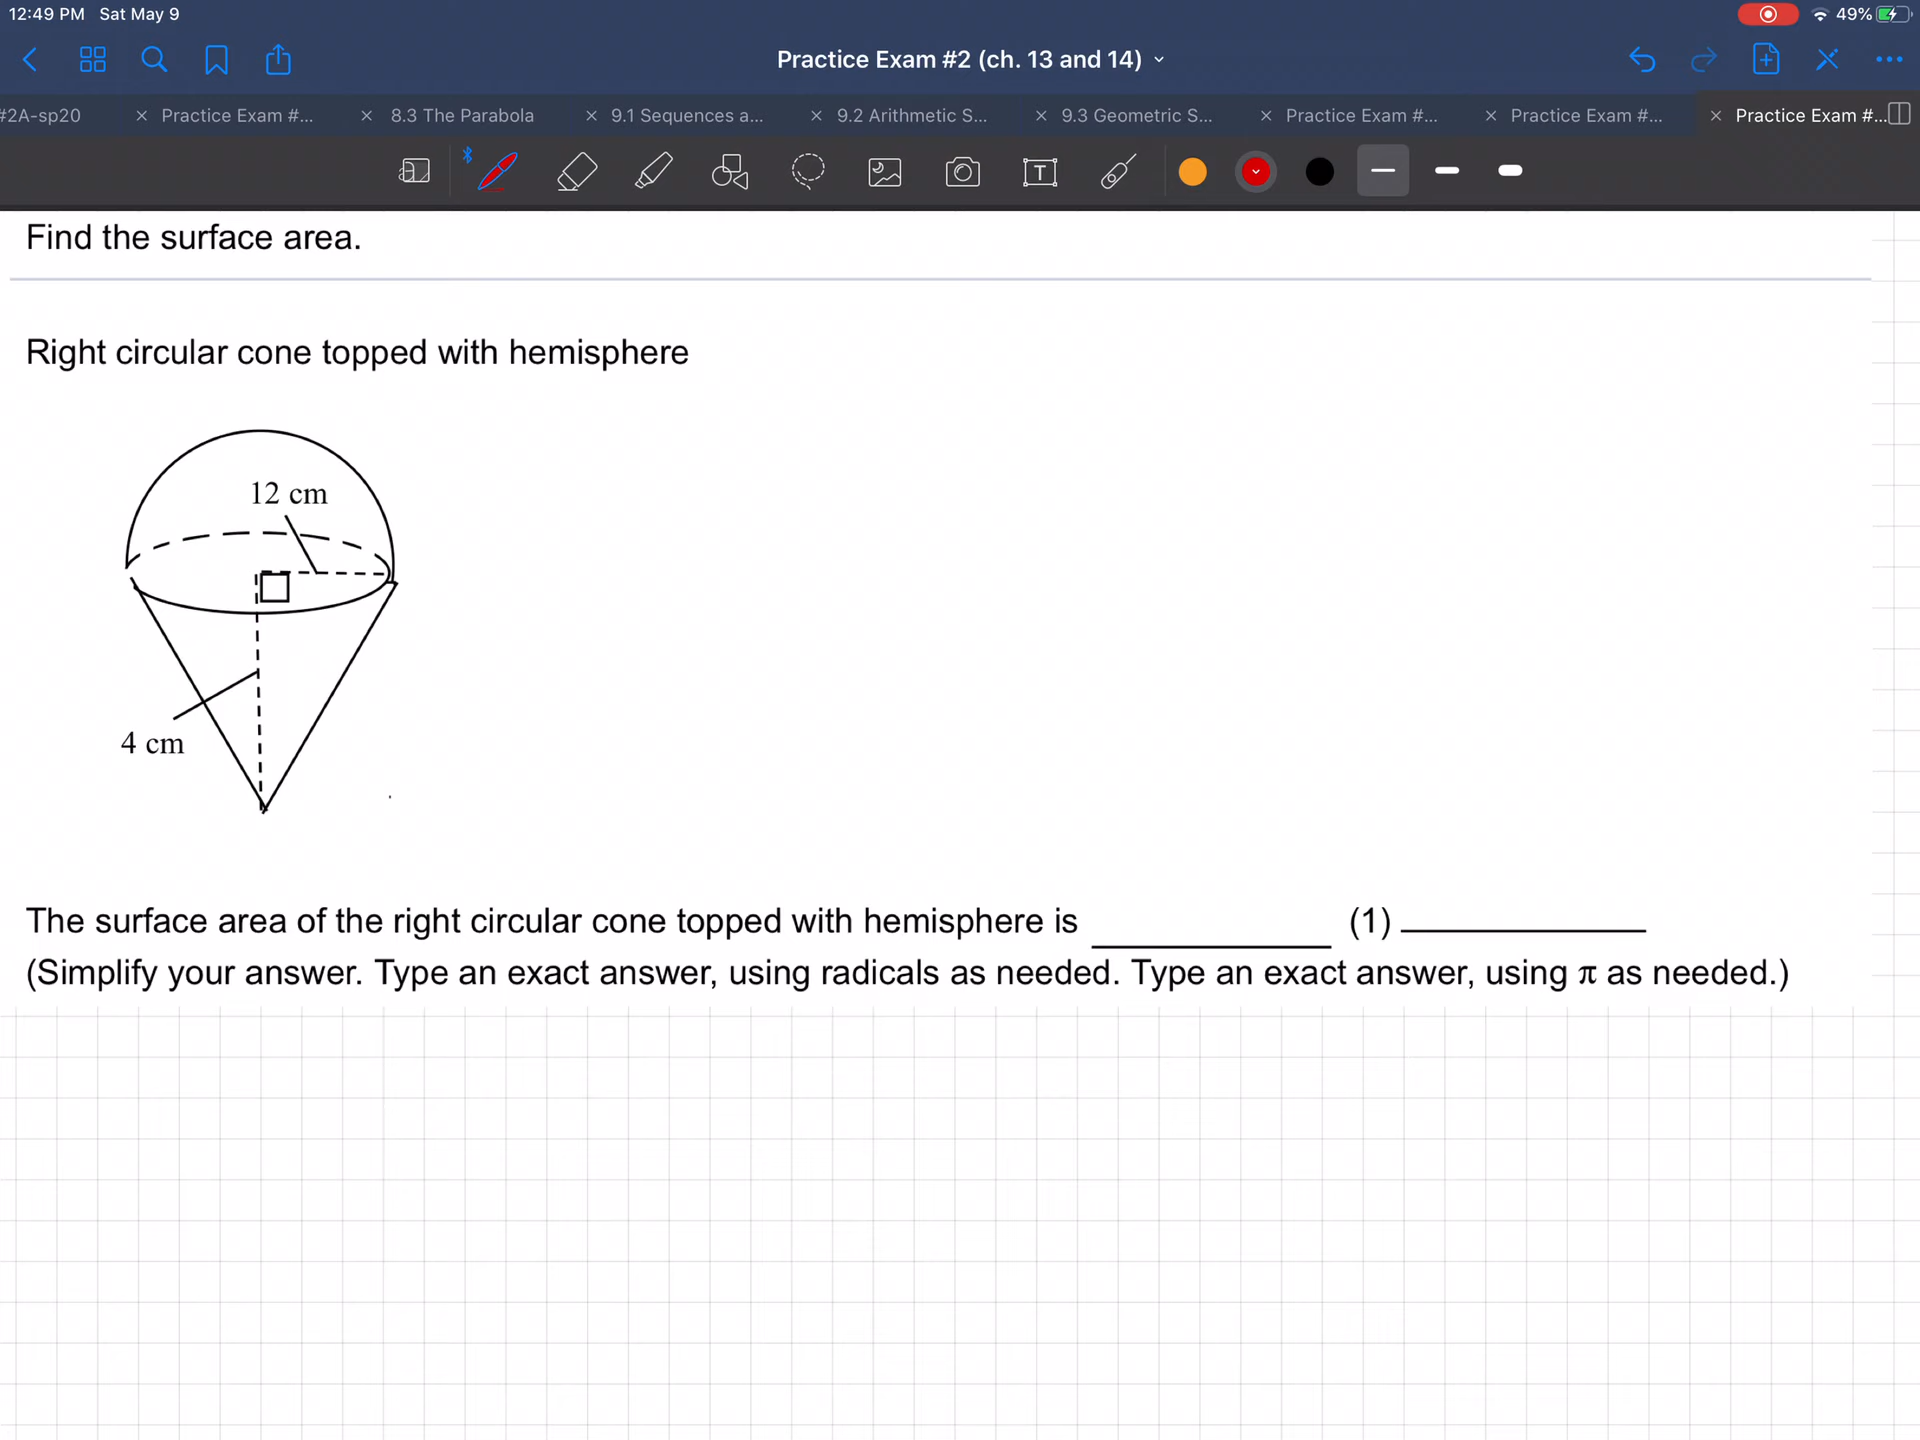 12:49 PM Sat May 9
49%
Practice Exam #2 (ch. 13 and 14)
#2A-sp20
Practice Exam #...
8.3 The Parabola
9.1 Sequences a...
9.2 Arithmetic S...
9.3 Geometric S...
Practice Exam #...
Practice Exam #...
Practice Exam #...
T
Find the surface area.
Right circular cone topped with hemisphere
12 cm
4 cm
The surface area of the right circular cone topped with hemisphere is ________ (1) ________
(Simplify your answer. Type an exact answer, using radicals as needed. Type an exact answer, using π as needed.)